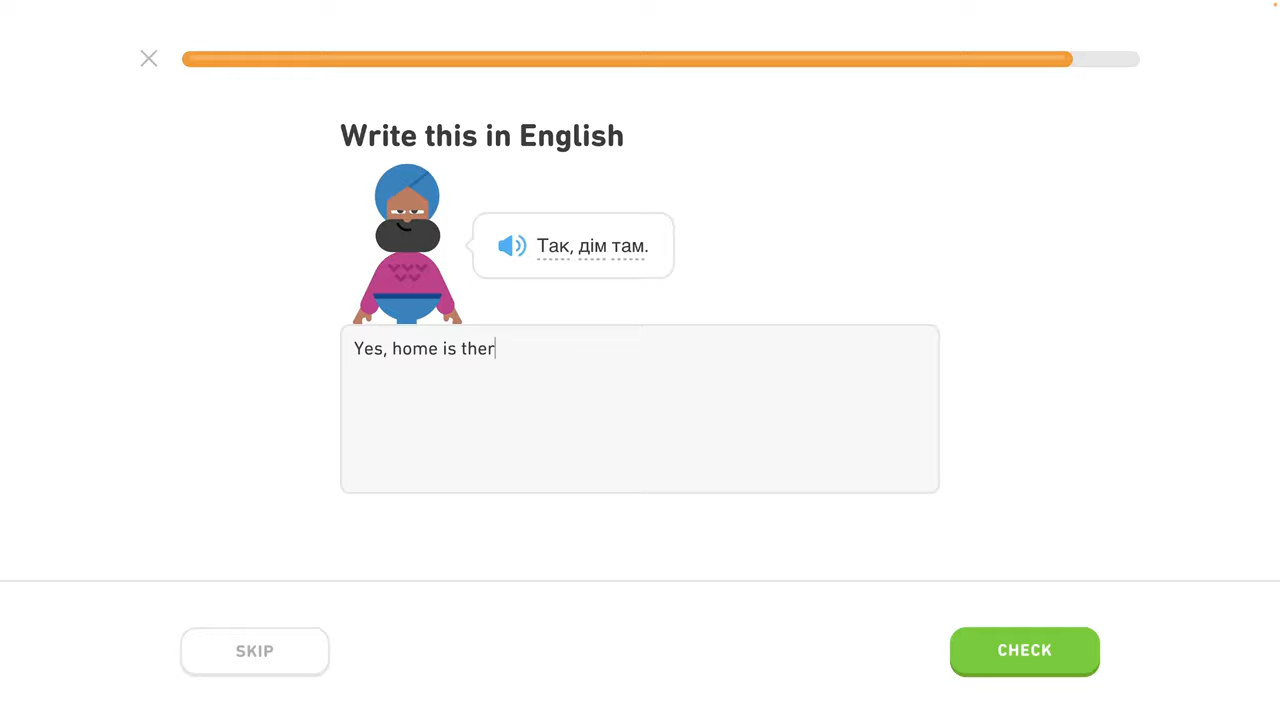 Write this in English
Так, дім там.
Yes, home is ther
SKIP
CHECK